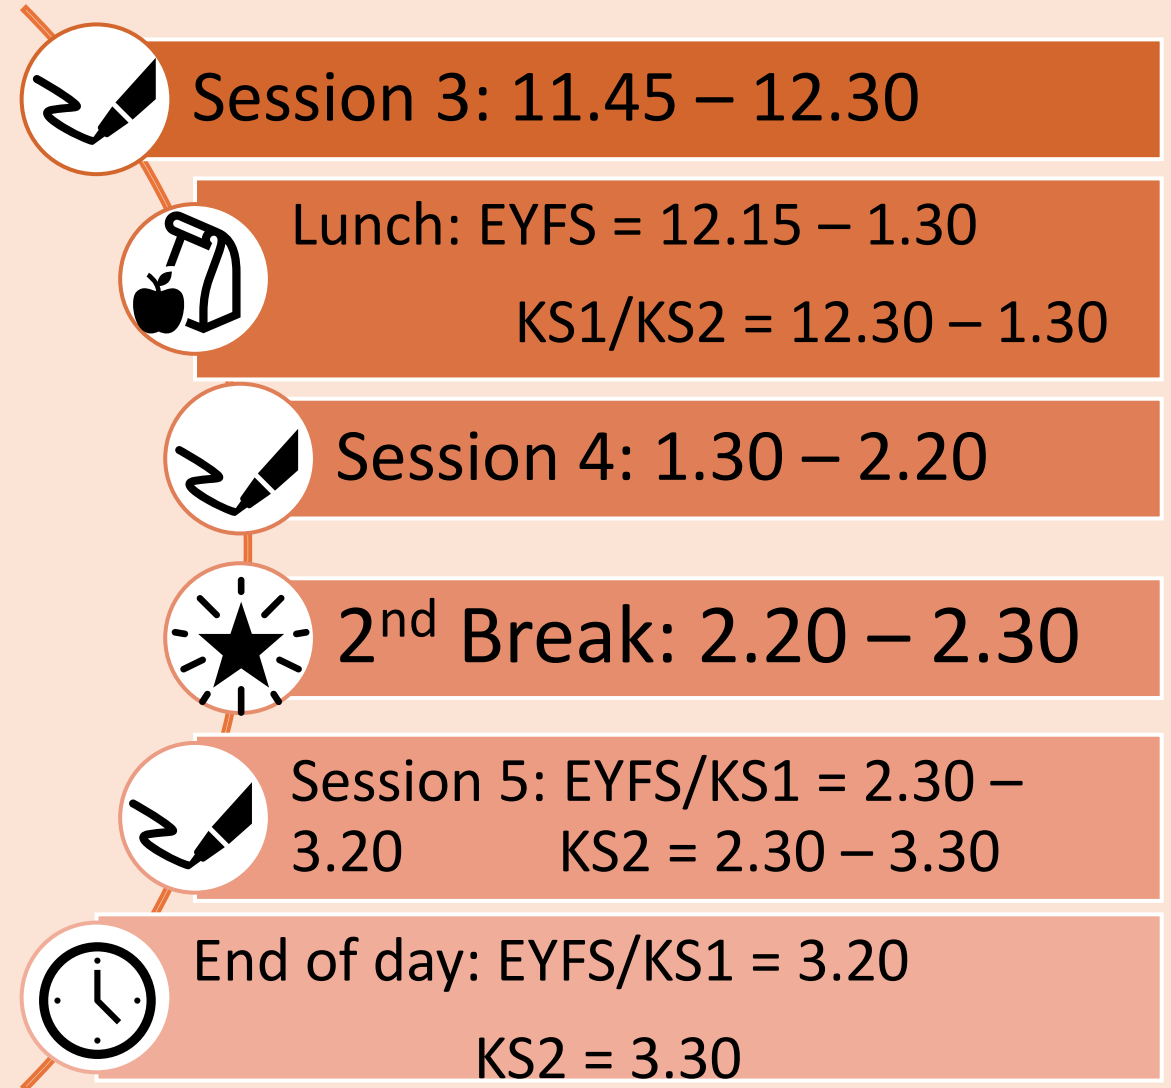 Session 3: 11.45 – 12.30
Lunch: EYFS = 12.15 – 1.30
KS1/KS2 = 12.30 – 1.30
Session 4: 1.30 – 2.20
2nd Break: 2.20 – 2.30
Session 5: EYFS/KS1 = 2.30 –
3.20 KS2 = 2.30 – 3.30
End of day: EYFS/KS1 = 3.20
KS2 = 3.30